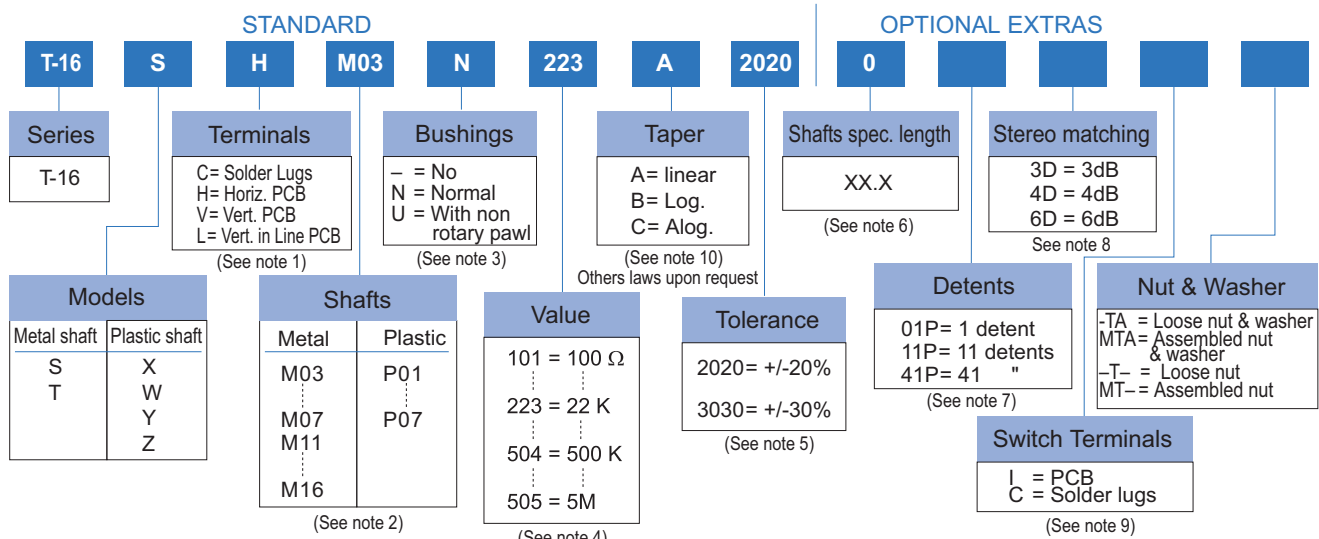 STANDARD
OPTIONAL EXTRAS
T-16 S H M03 N 223 A 2020 0
Series
T-16
Terminals
C= Solder Lugs
H= Horiz. PCB
V= Vert. PCB
L= Vert. in Line PCB
(See note 1)
Bushings
– = No
N = Normal
U = With non
rotary pawl
(See note 3)
Taper
A= linear
B= Log.
C= Alog.
(See note 10)
Others laws upon request
Shafts spec. length
XX.X
(See note 6)
Stereo matching
3D = 3dB
4D = 4dB
6D = 6dB
See note 8
Models
Metal shaft Plastic shaft
S X
T W
Y
Z
Shafts
Metal Plastic
M03 P01
M07 P07
M11
M16
(See note 2)
Value
101 = 100 Ω
223 = 22 K
504 = 500 K
505 = 5M
(See note 4)
Tolerance
2020= +/-20%
3030= +/-30%
(See note 5)
Detents
01P= 1 detent
11P= 11 detents
41P= 41 "
(See note 7)
Nut & Washer
-TA = Loose nut & washer
MTA= Assembled nut
& washer
–T– = Loose nut
MT– = Assembled nut
Switch Terminals
I = PCB
C = Solder lugs
(See note 9)